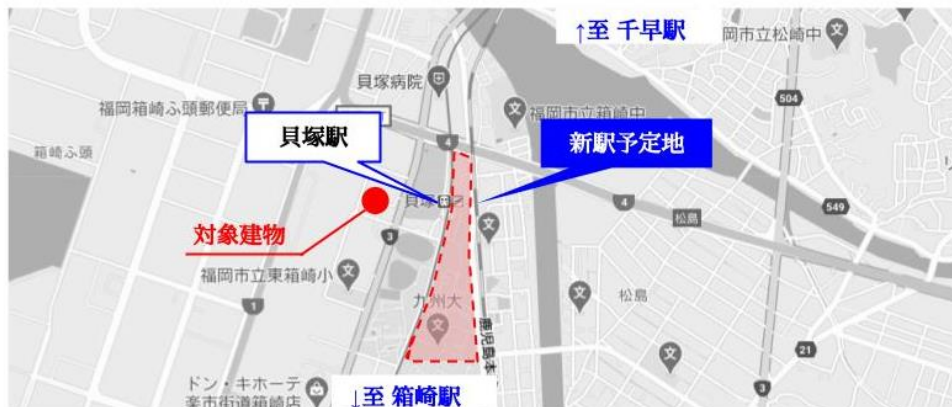 ↑至 千早駅
岡市立松崎中
貝塚病院
504
福岡箱崎ふ頭郵便局
福岡市立箱崎中
貝塚駅
4
新駅予定地
箱崎ふ頭
貝塚
4
松島
549
対象建物
3
福岡市立東箱崎小
九州大
松島
1
鹿児島本
21
ドン・キホーテ
楽市街道箱崎店
↓至 箱崎駅
3